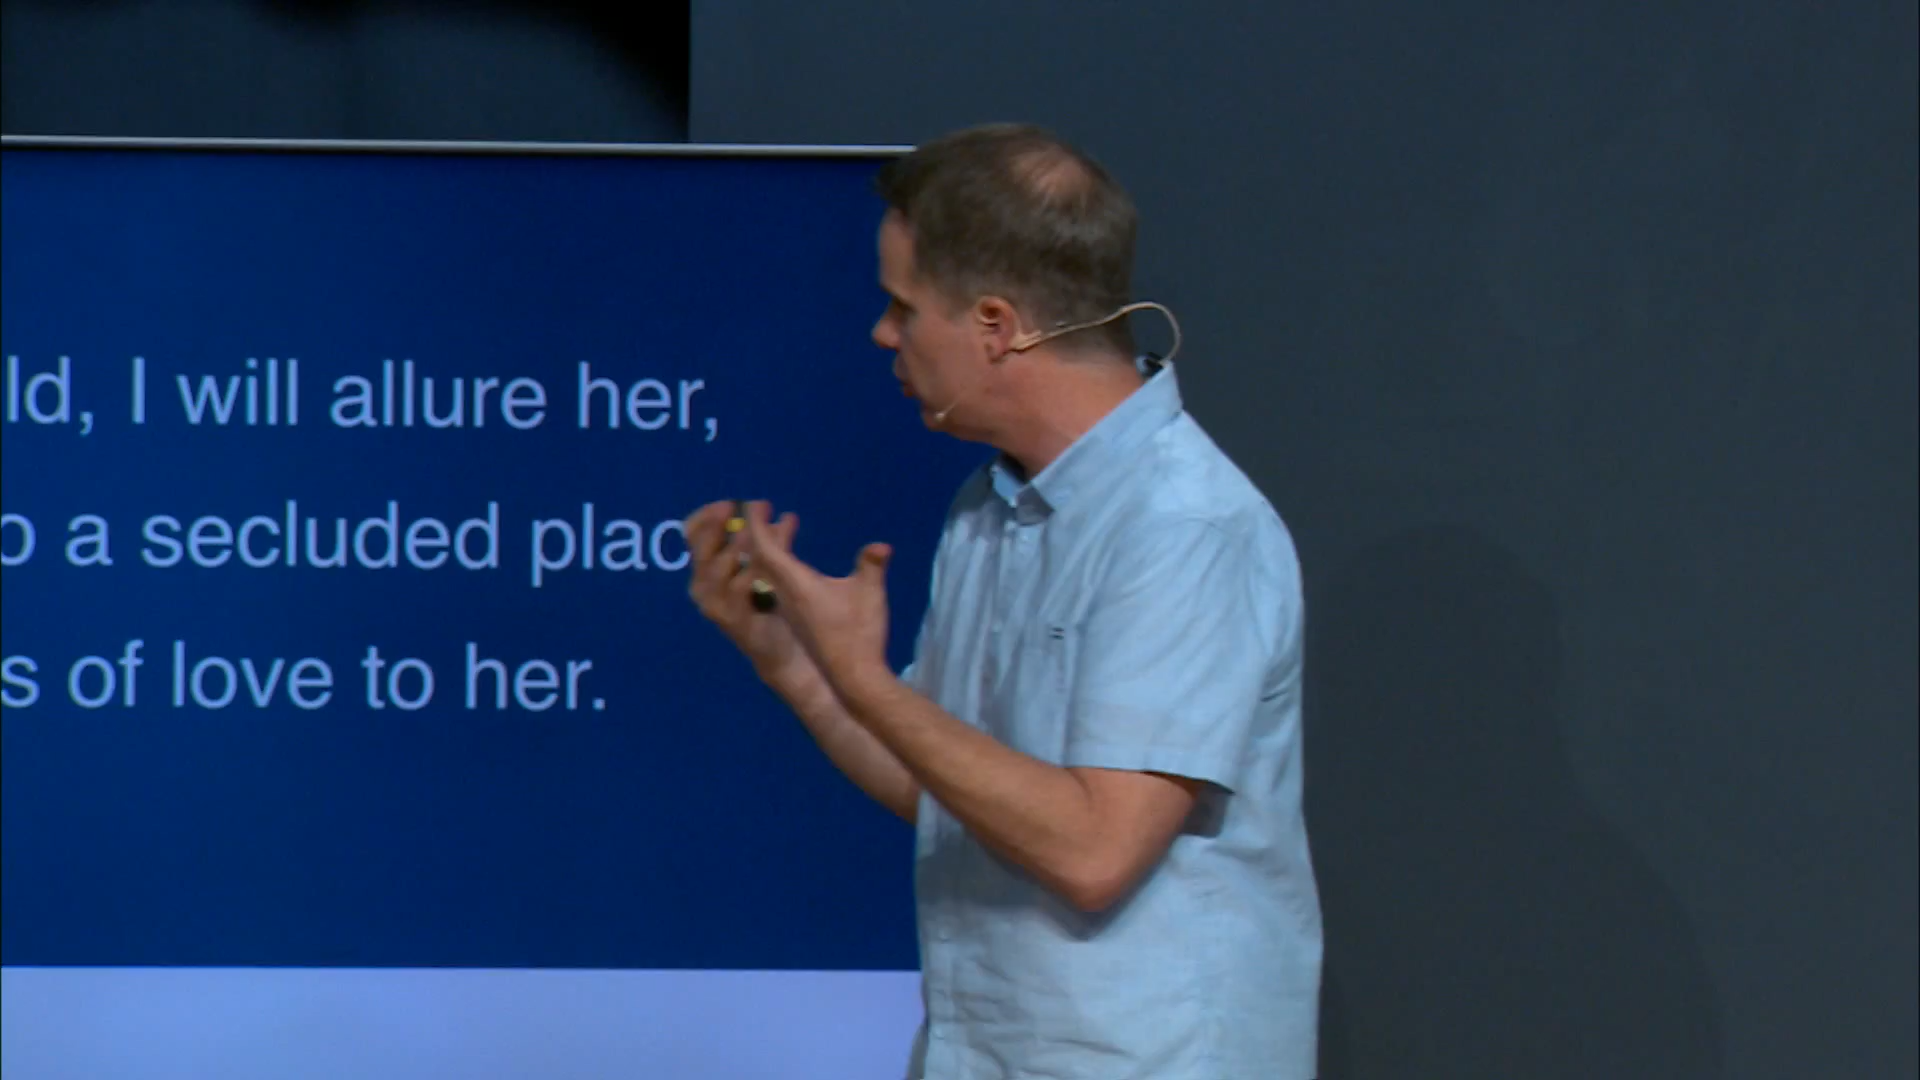 ld, I will allure her,
o a secluded plac
s of love to her.